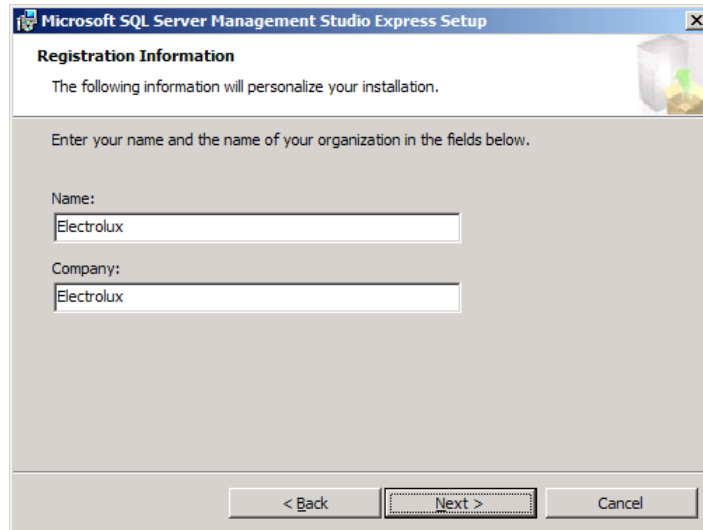 Microsoft SQL Server Management Studio Express Setup
Registration Information
The following information will personalize your installation.
Enter your name and the name of your organization in the fields below.
Name:
Electrolux
Company:
Electrolux
< Back
Next >
Cancel